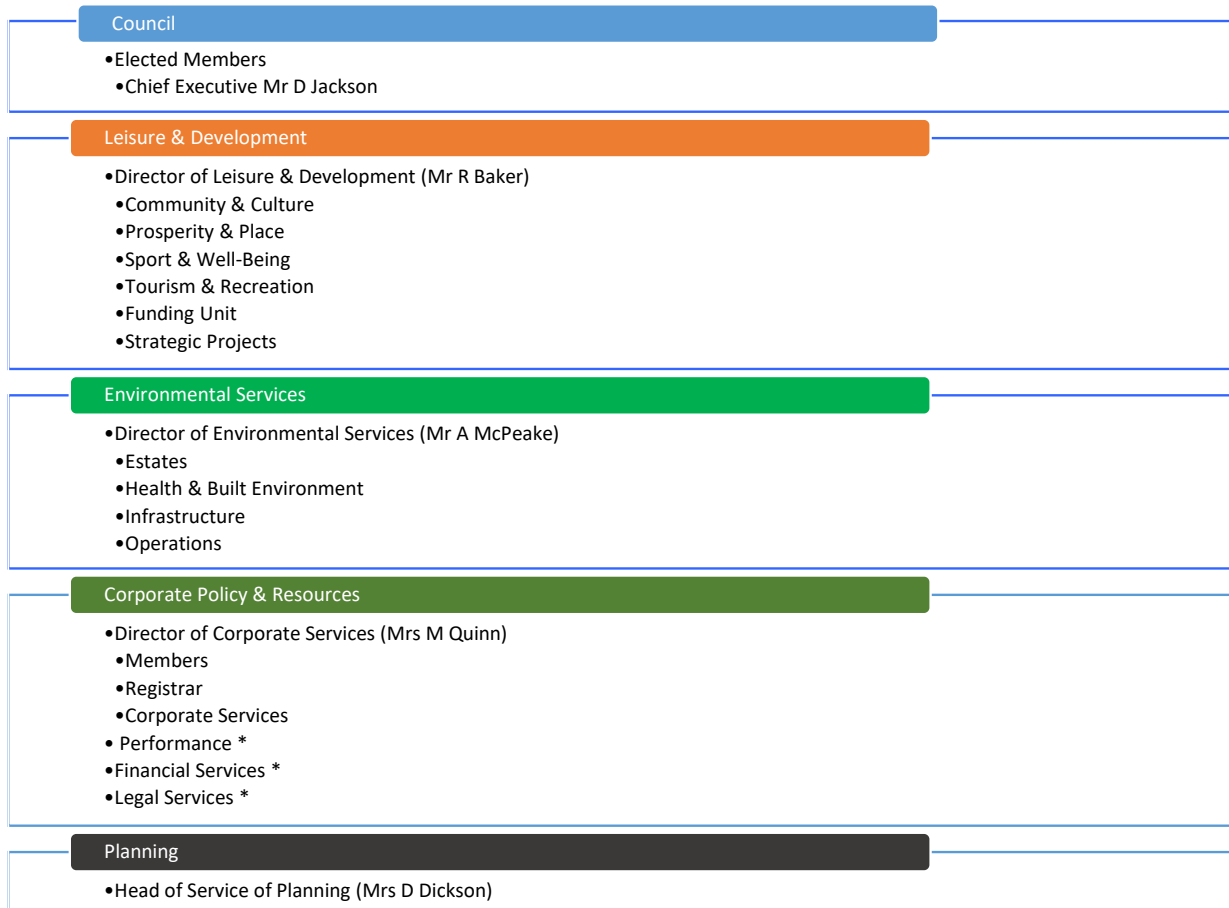 Council
•Elected Members
•Chief Executive Mr D Jackson
Leisure & Development
•Director of Leisure & Development (Mr R Baker)
•Community & Culture
•Prosperity & Place
•Sport & Well-Being
•Tourism & Recreation
•Funding Unit
•Strategic Projects
Environmental Services
•Director of Environmental Services (Mr A McPeake)
•Estates
•Health & Built Environment
•Infrastructure
•Operations
Corporate Policy & Resources
•Director of Corporate Services (Mrs M Quinn)
•Members
•Registrar
•Corporate Services
• Performance *
•Financial Services *
•Legal Services *
Planning
•Head of Service of Planning (Mrs D Dickson)